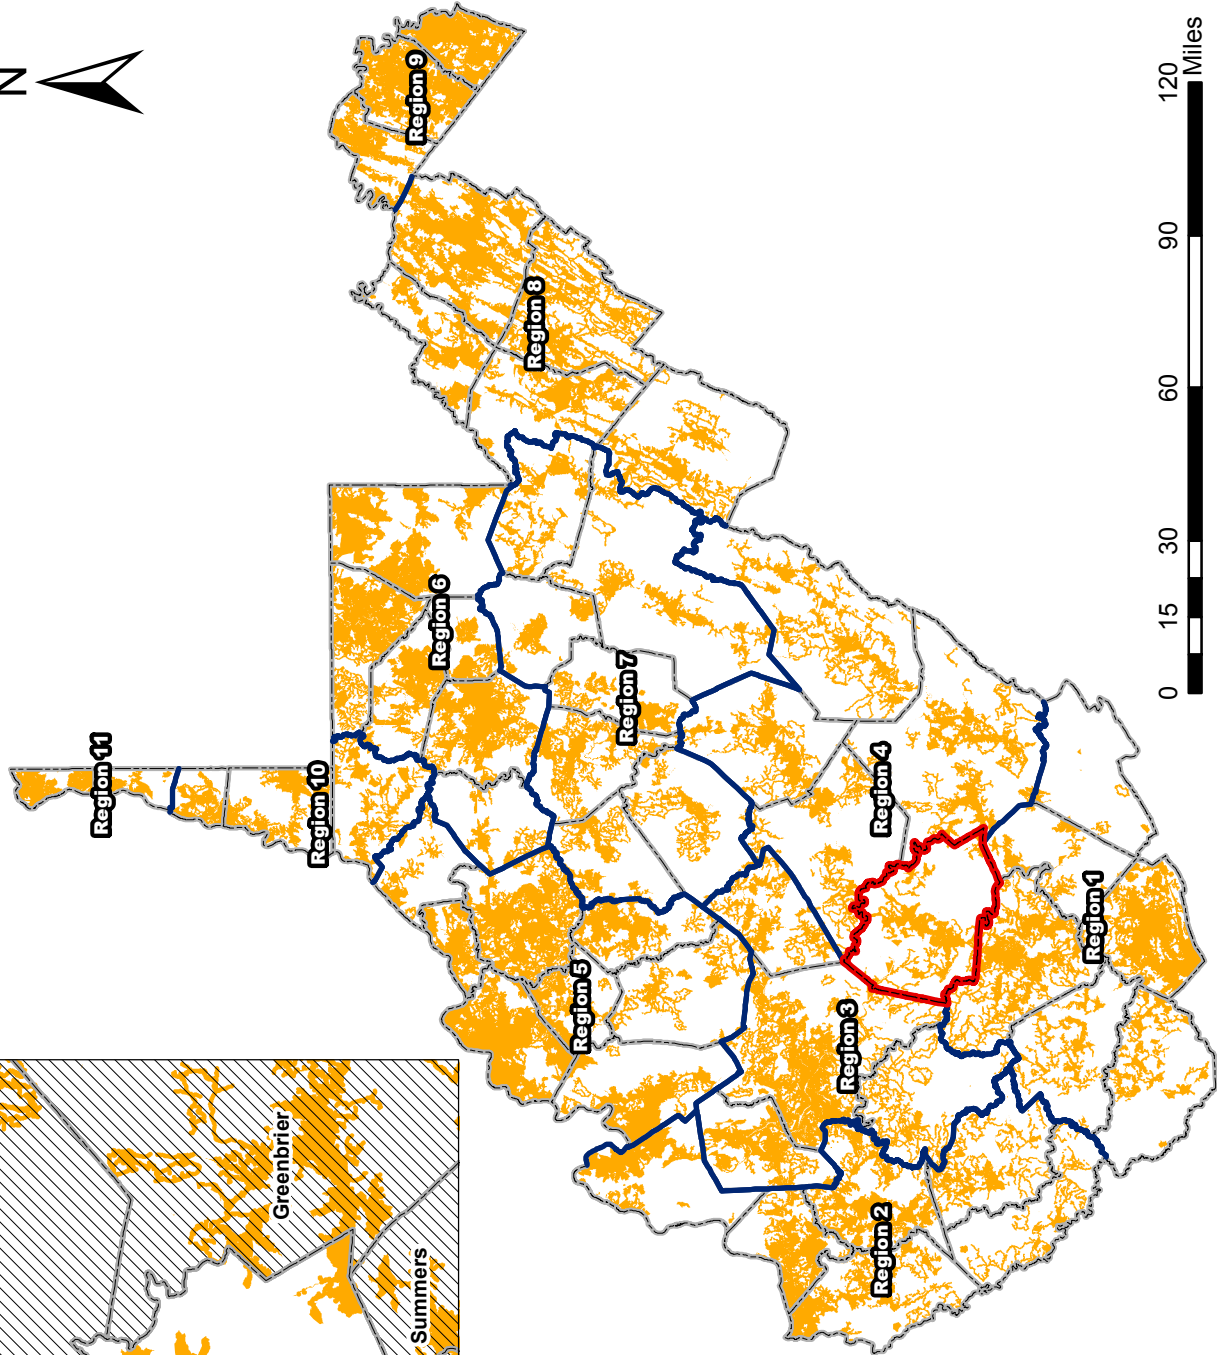 N
Region 9
Region 8
Region 6
Region 11
Region 10
Region 7
Region 5
Region 4
Region 3
Region 1
Region 2
Greenbrier
Summers
0 15 30 60 90 120
Miles